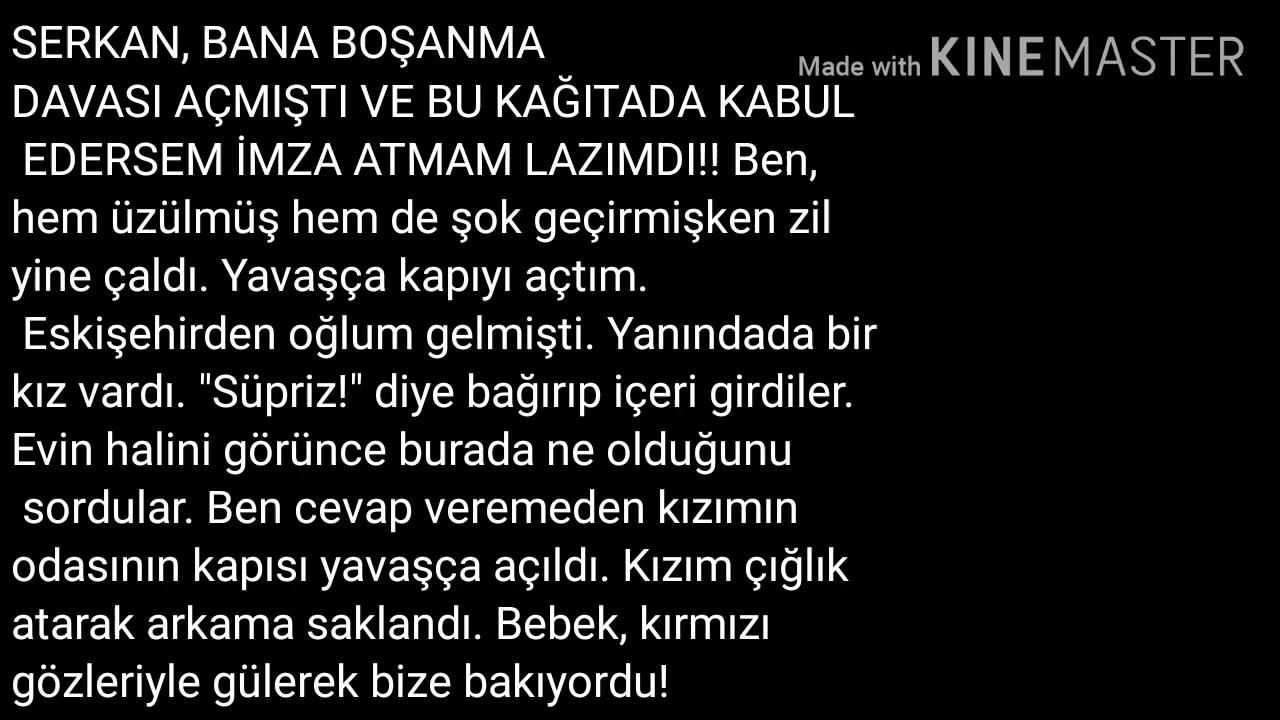 SERKAN, BANA BOŞANMA
Made with KINEMASTER
DAVASI AÇMIŞTI VE BU KAĞITADA KABUL
EDERSEM İMZA ATMAM LAZIMDI!! Ben,
hem üzülmüş hem de şok geçirmişken zil
yine çaldı. Yavaşça kapıyı açtım.
Eskişehirden oğlum gelmişti. Yanındada bir
kız vardı. "Süpriz!" diye bağırıp içeri girdiler.
Evin halini görünce burada ne olduğunu
sordular. Ben cevap veremeden kızımın
odasının kapısı yavaşça açıldı. Kızım çığlık
atarak arkama saklandı. Bebek, kırmızı
gözleriyle gülerek bize bakıyordu!